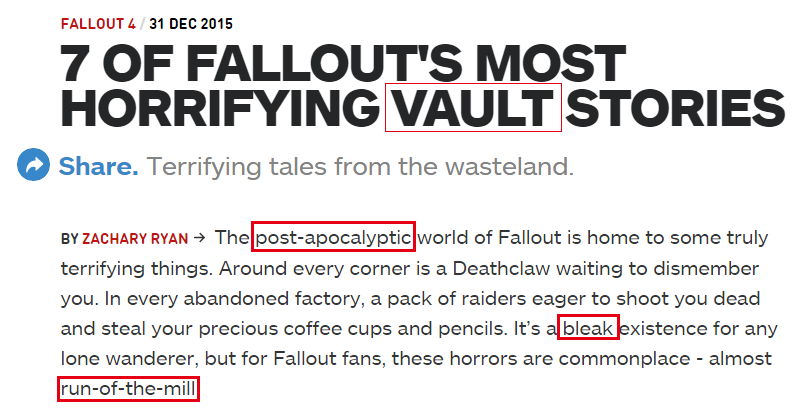 FALLOUT 4 / 31 DEC 2015
7 OF FALLOUT'S MOST
HORRIFYING VAULT STORIES
Share. Terrifying tales from the wasteland.
BY ZACHARY RYAN → The post-apocalyptic world of Fallout is home to some truly
terrifying things. Around every corner is a Deathclaw waiting to dismember
you. In every abandoned factory, a pack of raiders eager to shoot you dead
and steal your precious coffee cups and pencils. It's a bleak existence for any
lone wanderer, but for Fallout fans, these horrors are commonplace - almost
run-of-the-mill